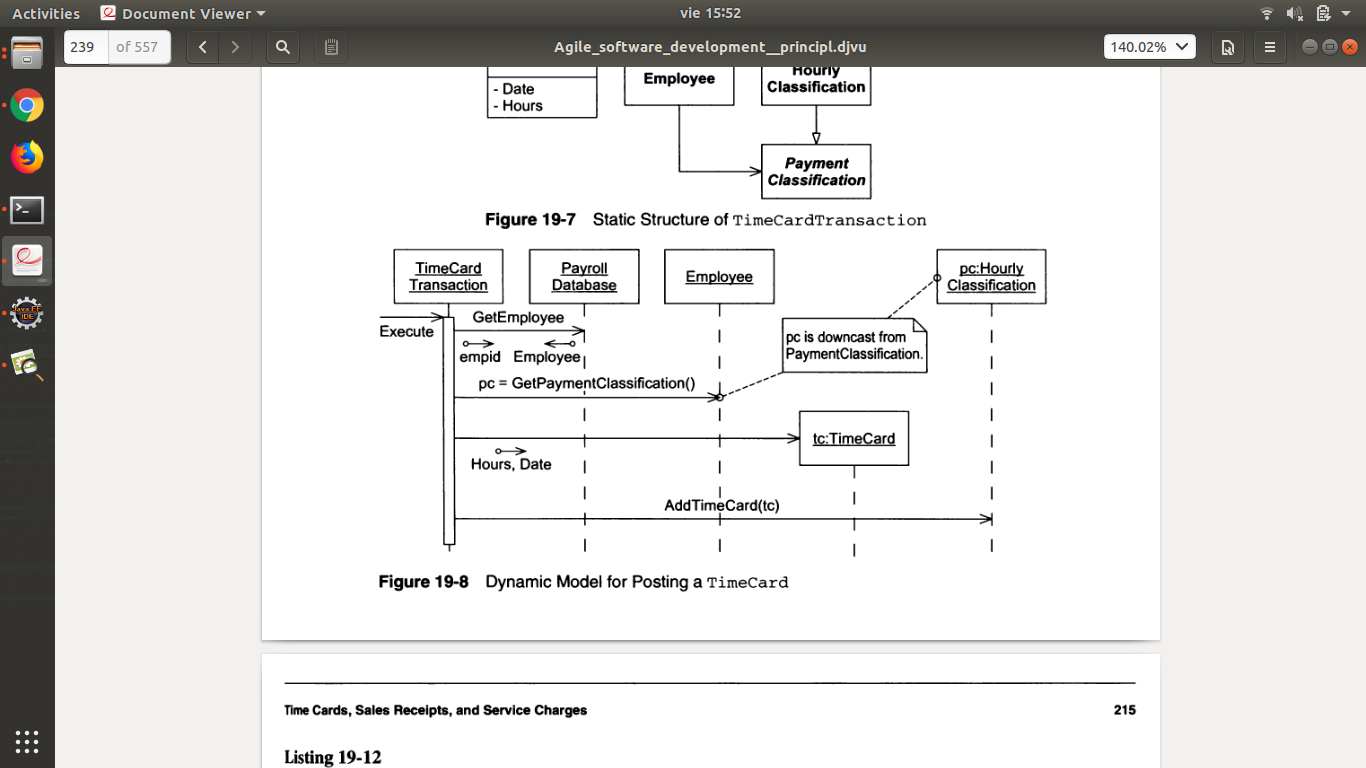 Activities
Document Viewer
vie 15:52
239
of 557
Agile_software_development__principl.djvu
140.02%
- Date
- Hours
Employee
Hourly
Classification
Payment
Classification
Figure 19-7 Static Structure of TimeCardTransaction
TimeCard
Transaction
Payroll
Database
Employee
pc:Hourly
Classification
Execute
GetEmployee
empid
Employee
pc is downcast from
PaymentClassification.
pc = GetPaymentClassification()
tc:TimeCard
Hours, Date
AddTimeCard(tc)
Figure 19-8 Dynamic Model for Posting a TimeCard
Time Cards, Sales Receipts, and Service Charges
215
Listing 19-12